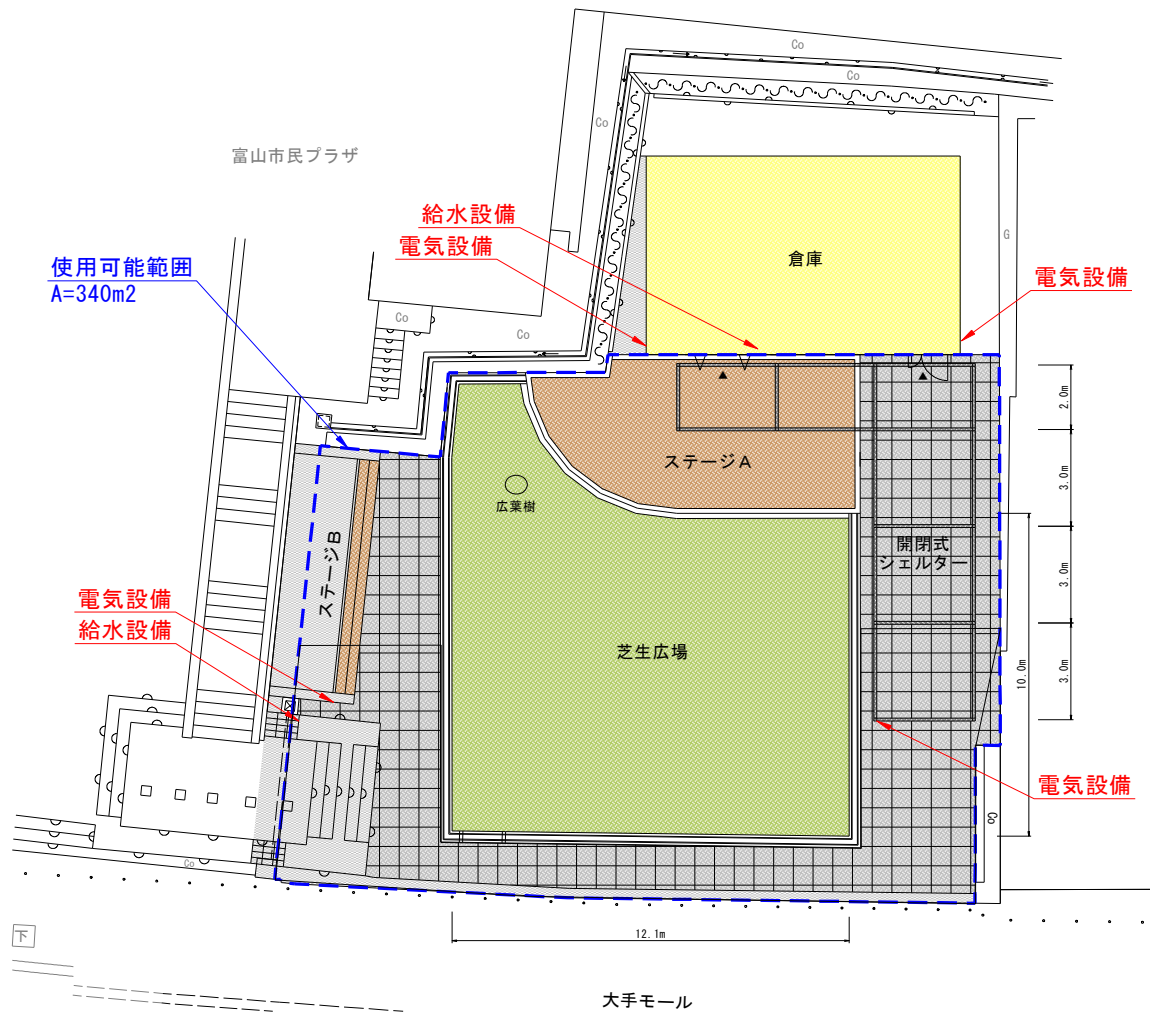 Co
Co
Co
富山市民プラザ
給水設備
電気設備
倉庫
G
使用可能範囲
A=340m2
電気設備
Co
Co
2.0m
ステージA
3.0m
広葉樹
開閉式
シェルター
3.0m
ステージB
電気設備
給水設備
芝生広場
10.0m
3.0m
電気設備
Co
Co
12.1m
下
大手モール